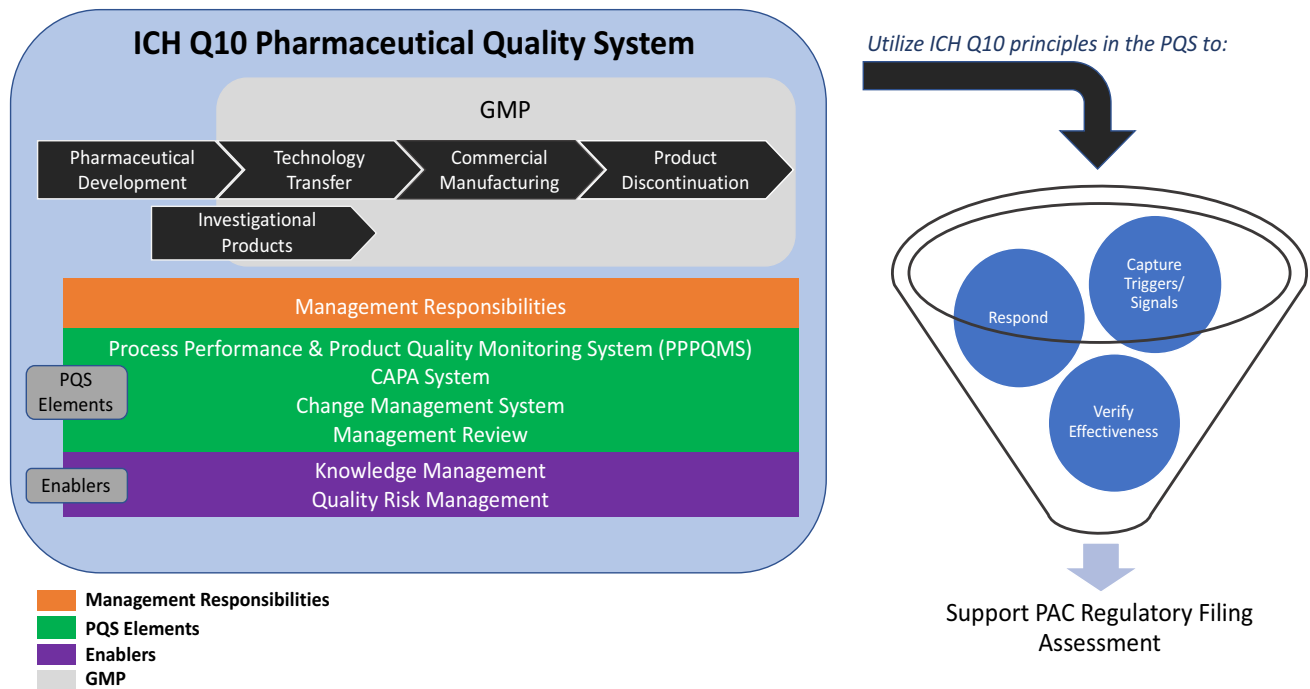 ICH Q10 Pharmaceutical Quality System
GMP
Pharmaceutical
Development
Technology
Transfer
Commercial
Manufacturing
Product
Discontinuation
Investigational
Products
Management Responsibilities
PQS
Elements
Process Performance & Product Quality Monitoring System (PPPQMS)
CAPA System
Change Management System
Management Review
Enablers
Knowledge Management
Quality Risk Management
Management Responsibilities
PQS Elements
Enablers
GMP
Utilize ICH Q10 principles in the PQS to:
Capture
Triggers/
Signals
Respond
Verify
Effectiveness
Support PAC Regulatory Filing
Assessment